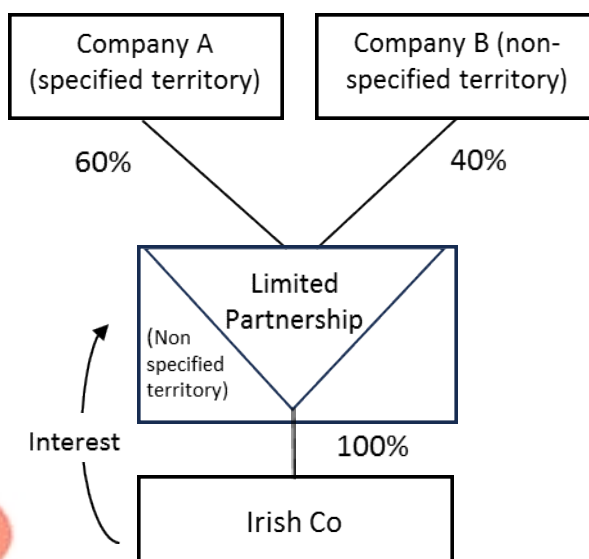 Company A
(specified territory)
Company B (non-
specified territory)
60%
40%
Limited
Partnership
(Non
specified
territory)
Interest
100%
Irish Co